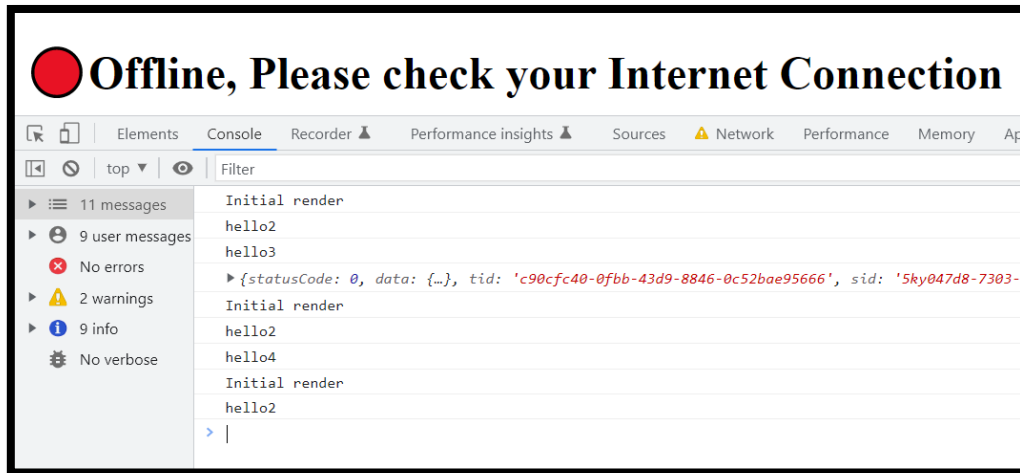 Offline, Please check your Internet Connection
Elements Console Recorder Performance insights Sources Network Performance Memory Ap
top Filter
11 messages
9 user messages
No errors
2 warnings
9 info
No verbose
Initial render
hello2
hello3
{statusCode: 0, data: {…}, tid: 'c90cfc40-0fbb-43d9-8846-0c52bae95666', sid: '5ky047d8-7303-
Initial render
hello2
hello4
Initial render
hello2
>